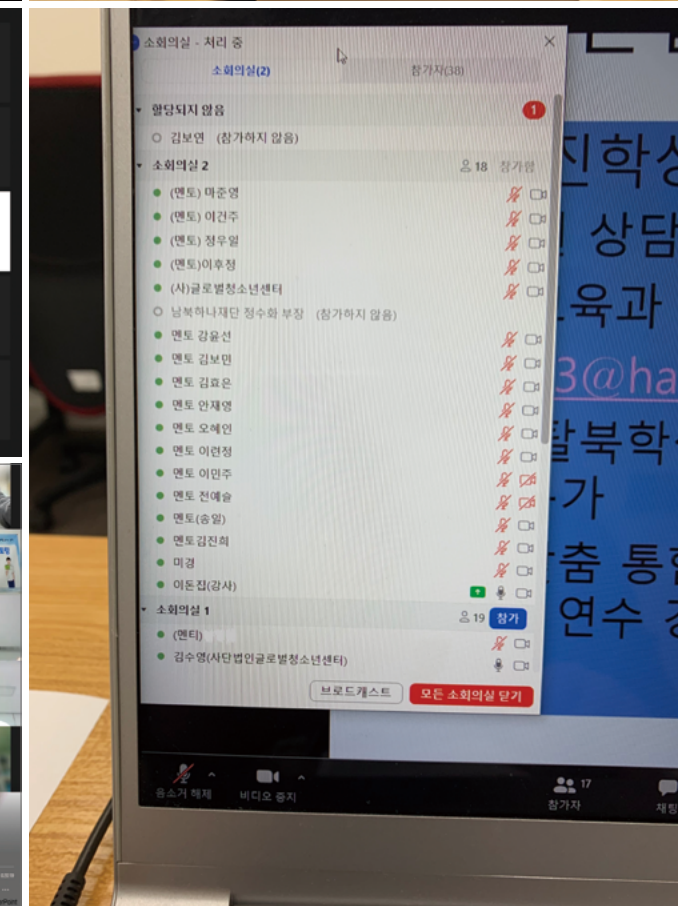 소회의실 - 처리 중
소회의실(2)
참가자(38)
할당되지 않음
1
김보연 (참가하지 않음)
소회의실 2
18 참가함
(멘토) 마준영
(멘토) 이건주
(멘토) 정우열
(멘토)이후정
(사)글로벌청소년센터
남북하나재단 정수화 부장 (참가하지 않음)
멘토 강윤선
멘토 김보민
멘토 김효은
멘토 안재영
멘토 오혜인
멘토 이련정
멘토 이민주
멘토 전예슬
멘토(송일)
멘토김진희
미경
이돈집(강사)
소회의실 1
19 참가
(멘티)
김수영(사단법인글로벌청소년센터)
브로드캐스트
모든 소회의실 닫기
진학
상담
육과
3@ha
탈북학
가
춤 통합
연수
음소거 해제
비디오 중지
17
참가자
채팅